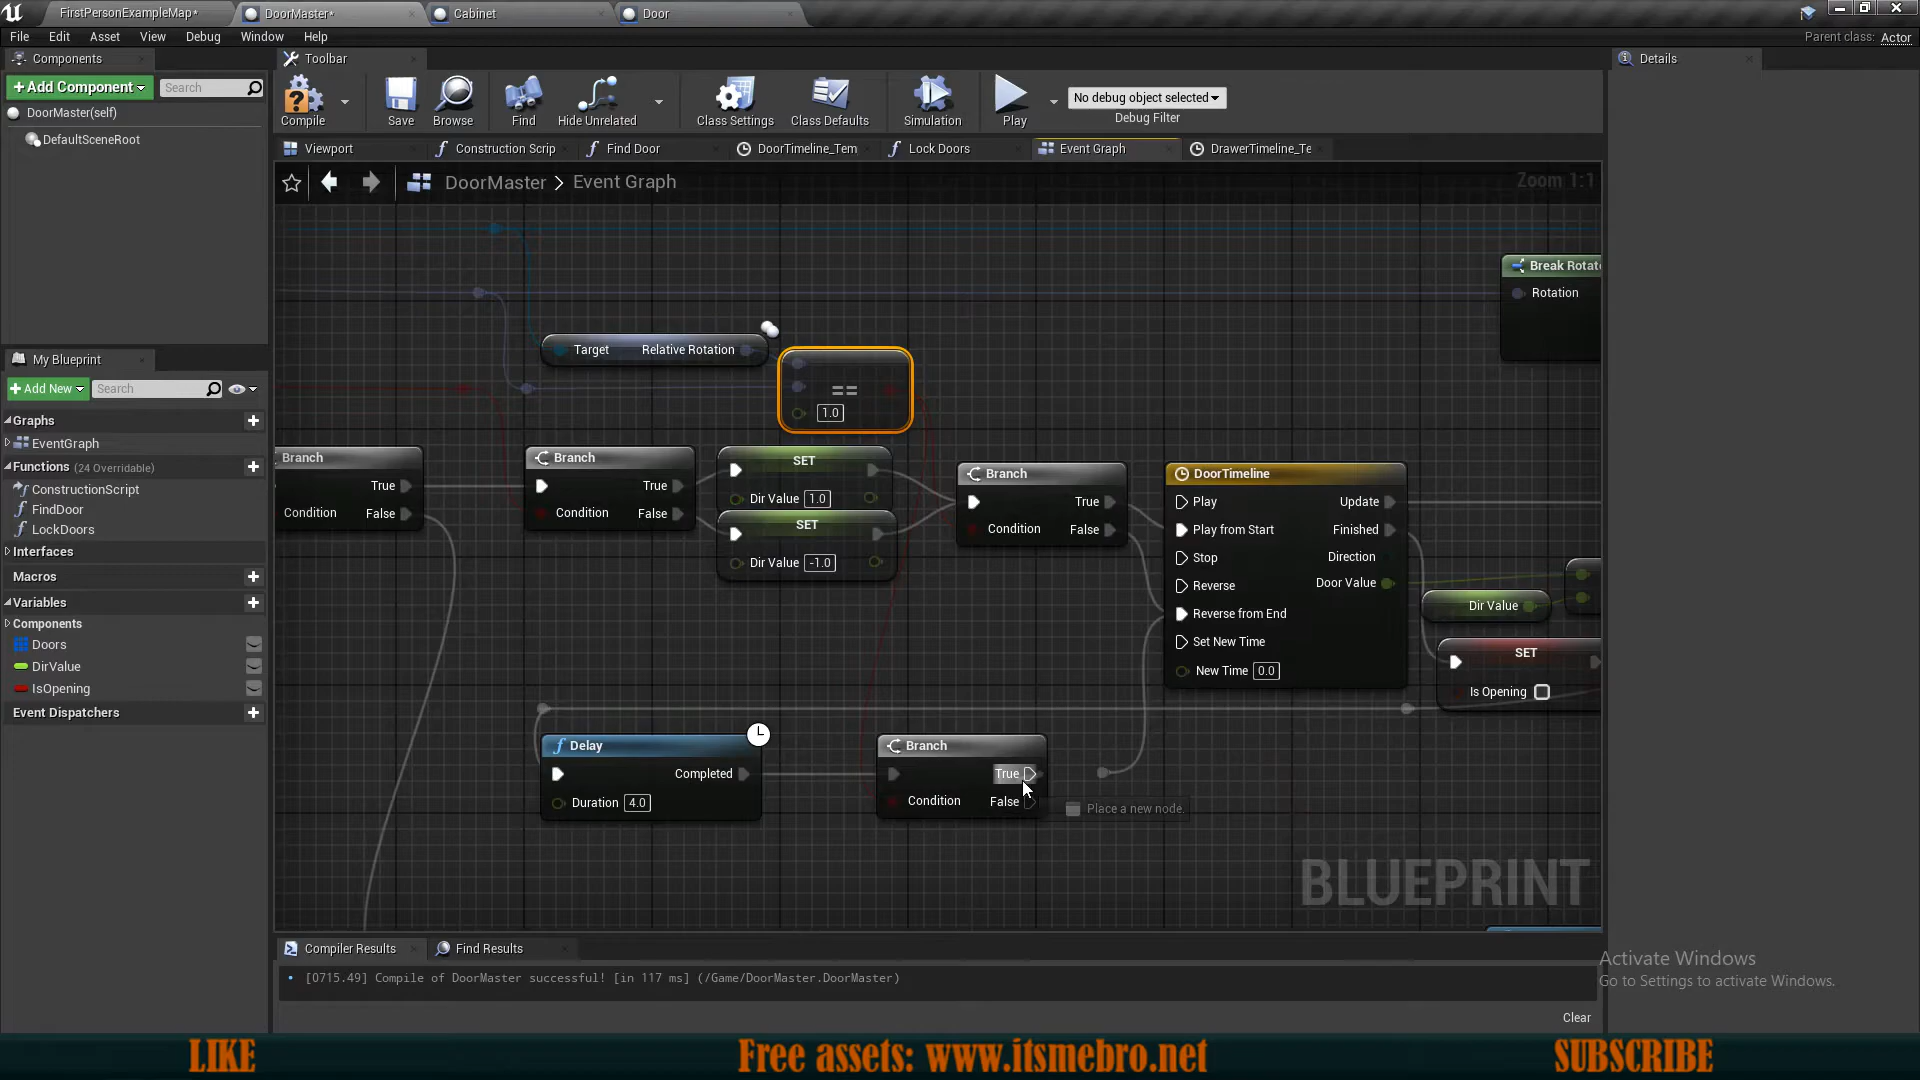 FirstPersonExampleMap*
DoorMaster*
Cabinet
Door
File Edit Asset View Debug Window Help
Parent class: Actor
Components
Toolbar
Details
+Add Component
Search
DoorMaster(self)
DefaultSceneRoot
Compile
Save
Browse
Find
Hide Unrelated
Class Settings
Class Defaults
Simulation
Play
No debug object selected
Debug Filter
Viewport
Construction Scrip
Find Door
DoorTimeline_Tem
Lock Doors
Event Graph
DrawerTimeline_Te
DoorMaster > Event Graph
Zoom 1:1
My Blueprint
+Add New
Search
Graphs
EventGraph
Functions (24 Overridable)
ConstructionScript
FindDoor
LockDoors
Interfaces
Macros
Variables
Components
Doors
DirValue
IsOpening
Event Dispatchers
Break Rotat
Rotation
Target Relative Rotation
==
1.0
Branch
True
Condition False
Branch
True
Condition False
SET
Dir Value 1.0
SET
Dir Value -1.0
Branch
True
Condition False
DoorTimeline
Play Update
Play from Start Finished
Stop Direction
Reverse Door Value
Reverse from End
Set New Time
New Time 0.0
Dir Value
SET
Is Opening
Delay
Completed
Duration 4.0
Branch
True
Condition False
Place a new node.
BLUEPRINT
Compiler Results
Find Results
[0715.49] Compile of DoorMaster successful! [in 117 ms] (/Game/DoorMaster.DoorMaster)
Clear
Activate Windows
Go to Settings to activate Windows.
LIKE
Free assets: www.itsmebro.net
SUBSCRIBE